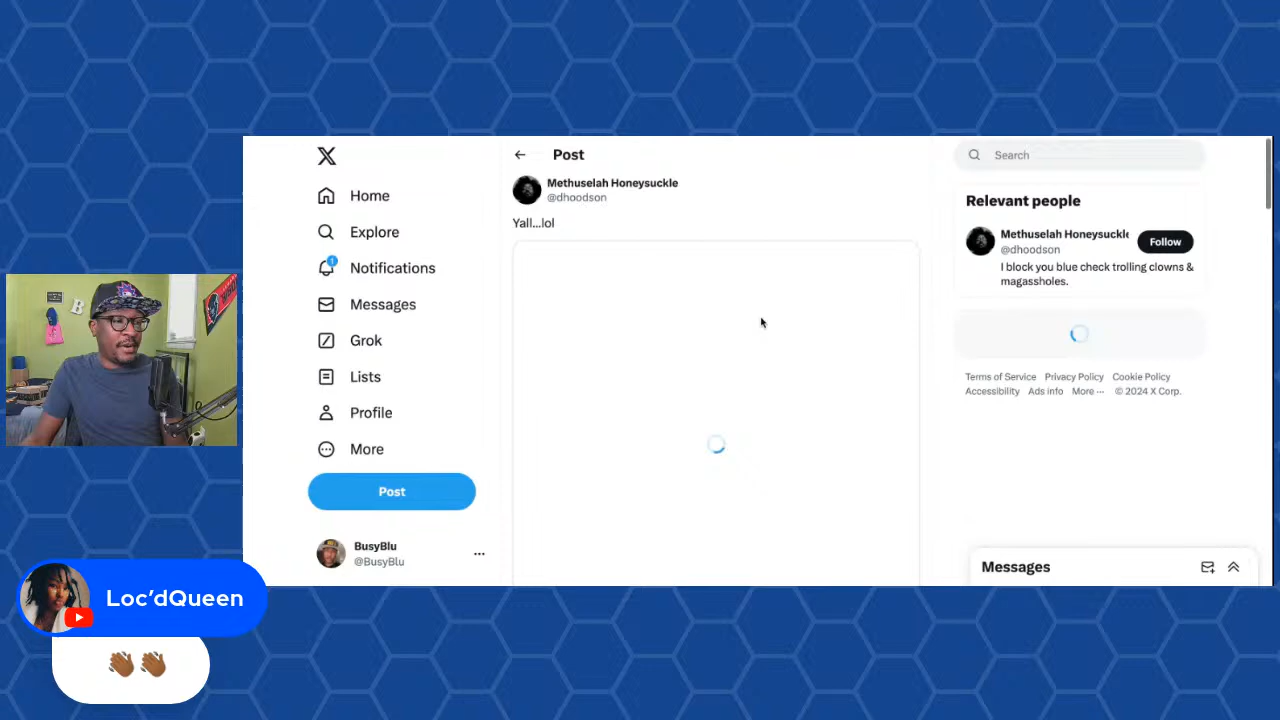 X
Home
Explore
1
Notifications
Messages
Grok
Lists
Profile
More
Post
BusyBlu
@BusyBlu
Post
Methuselah Honeysuckle
@dhoodson
Yall...lol
Search
Relevant people
Methuselah Honeysuckle
@dhoodson
Follow
I block you blue check trolling clowns &
magassholes.
Terms of Service Privacy Policy Cookie Policy
Accessibility Ads info More ··· © 2024 X Corp.
Messages
B
Loc’dQueen